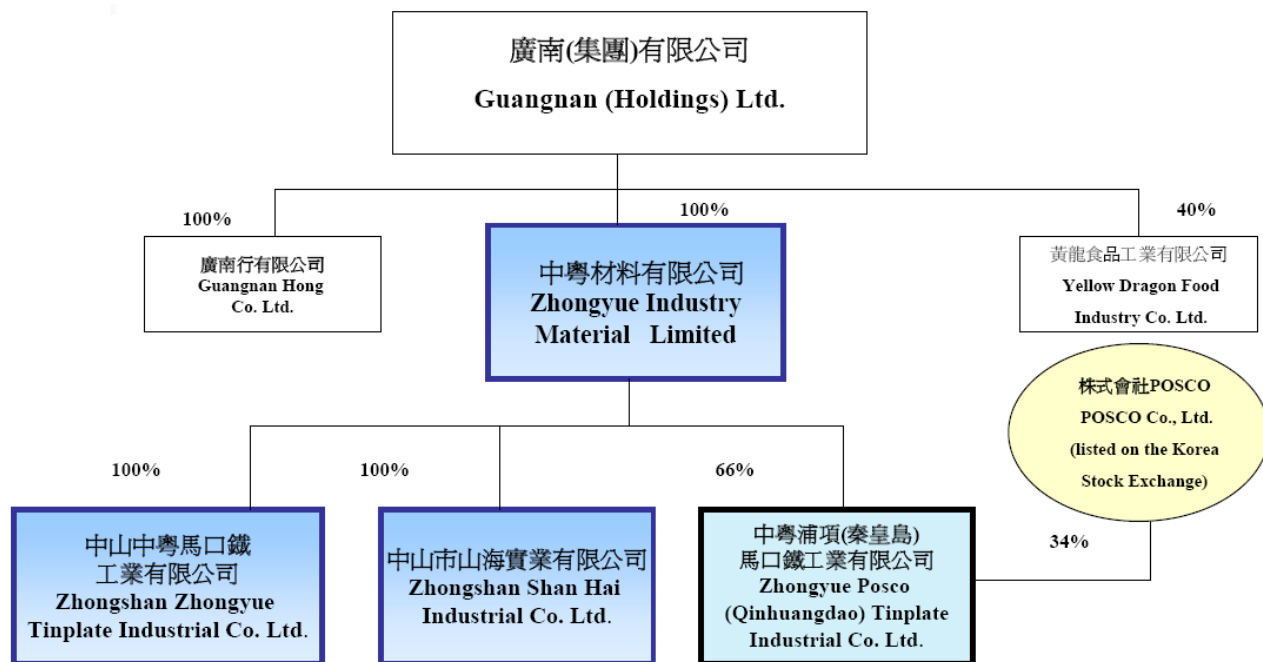 廣南(集團)有限公司
Guangnan (Holdings) Ltd.
100%
100%
40%
廣南行有限公司
Guangnan Hong
Co. Ltd.
中粵材料有限公司
Zhongyue Industry
Material Limited
黃龍食品工業有限公司
Yellow Dragon Food
Industry Co. Ltd.
株式會社POSCO
POSCO Co., Ltd.
(listed on the Korea
Stock Exchange)
100%
100%
66%
34%
中山中粵馬口鐵
工業有限公司
Zhongshan Zhongyue
Tinplate Industrial Co. Ltd.
中山市山海實業有限公司
Zhongshan Shan Hai
Industrial Co. Ltd.
中粵浦項(秦皇島)
馬口鐵工業有限公司
Zhongyue Posco
(Qinhuangdao) Tinplate
Industrial Co. Ltd.